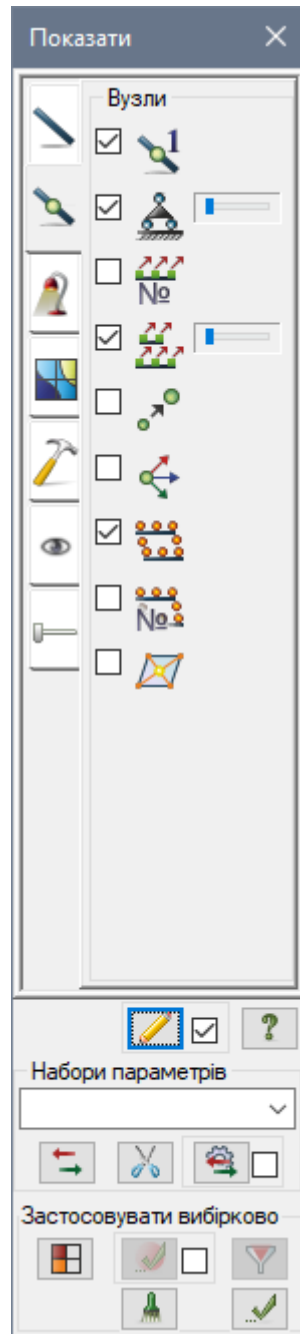 Показати
Вузли
1
№
№
Набори параметрів
Застосовувати вибірково